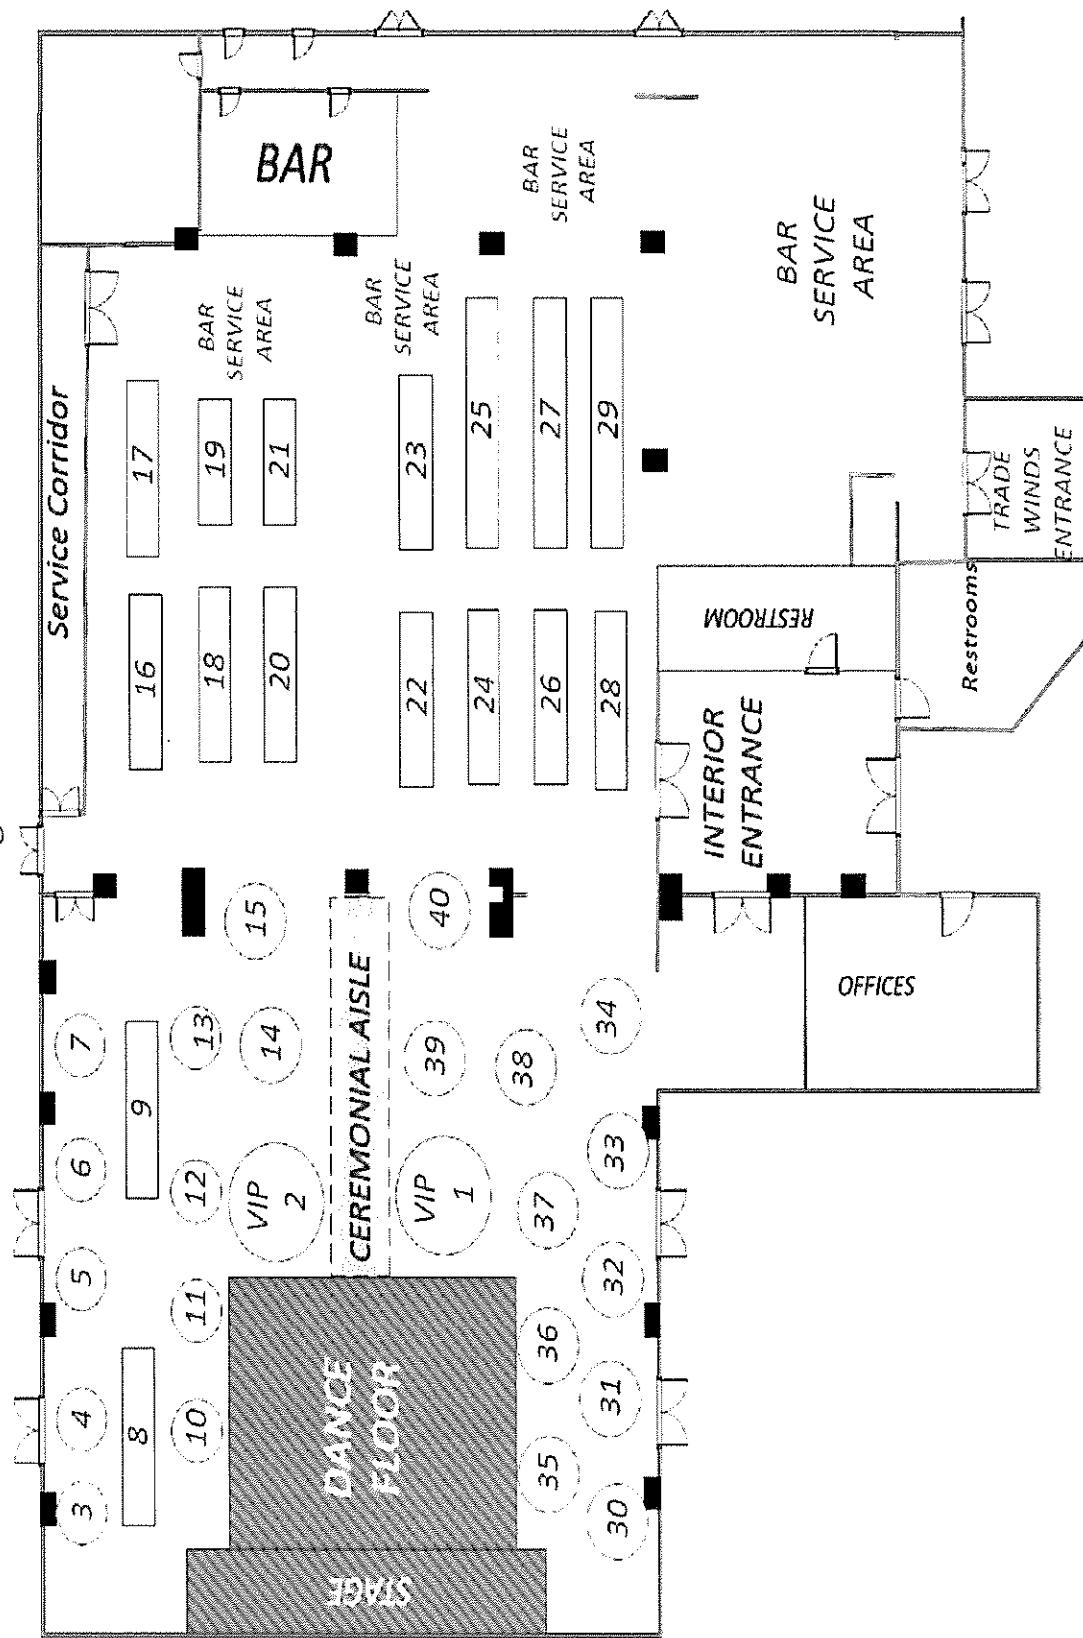 Service Corridor
BAR
BAR
SERVICE
AREA
BAR
SERVICE
AREA
BAR
SERVICE
AREA
BAR
SERVICE
AREA
17
19
21
23
25
27
29
16
18
20
22
24
26
28
TRADE
WINDS
ENTRANCE
RESTROOM
Restrooms
INTERIOR
ENTRANCE
OFFICES
15
40
7
9
13
14
CEREMONIAL AISLE
39
38
34
6
12
VIP
2
VIP
1
37
33
5
11
32
36
4
8
10
DANCE
FLOOR
31
3
35
30
STAGE